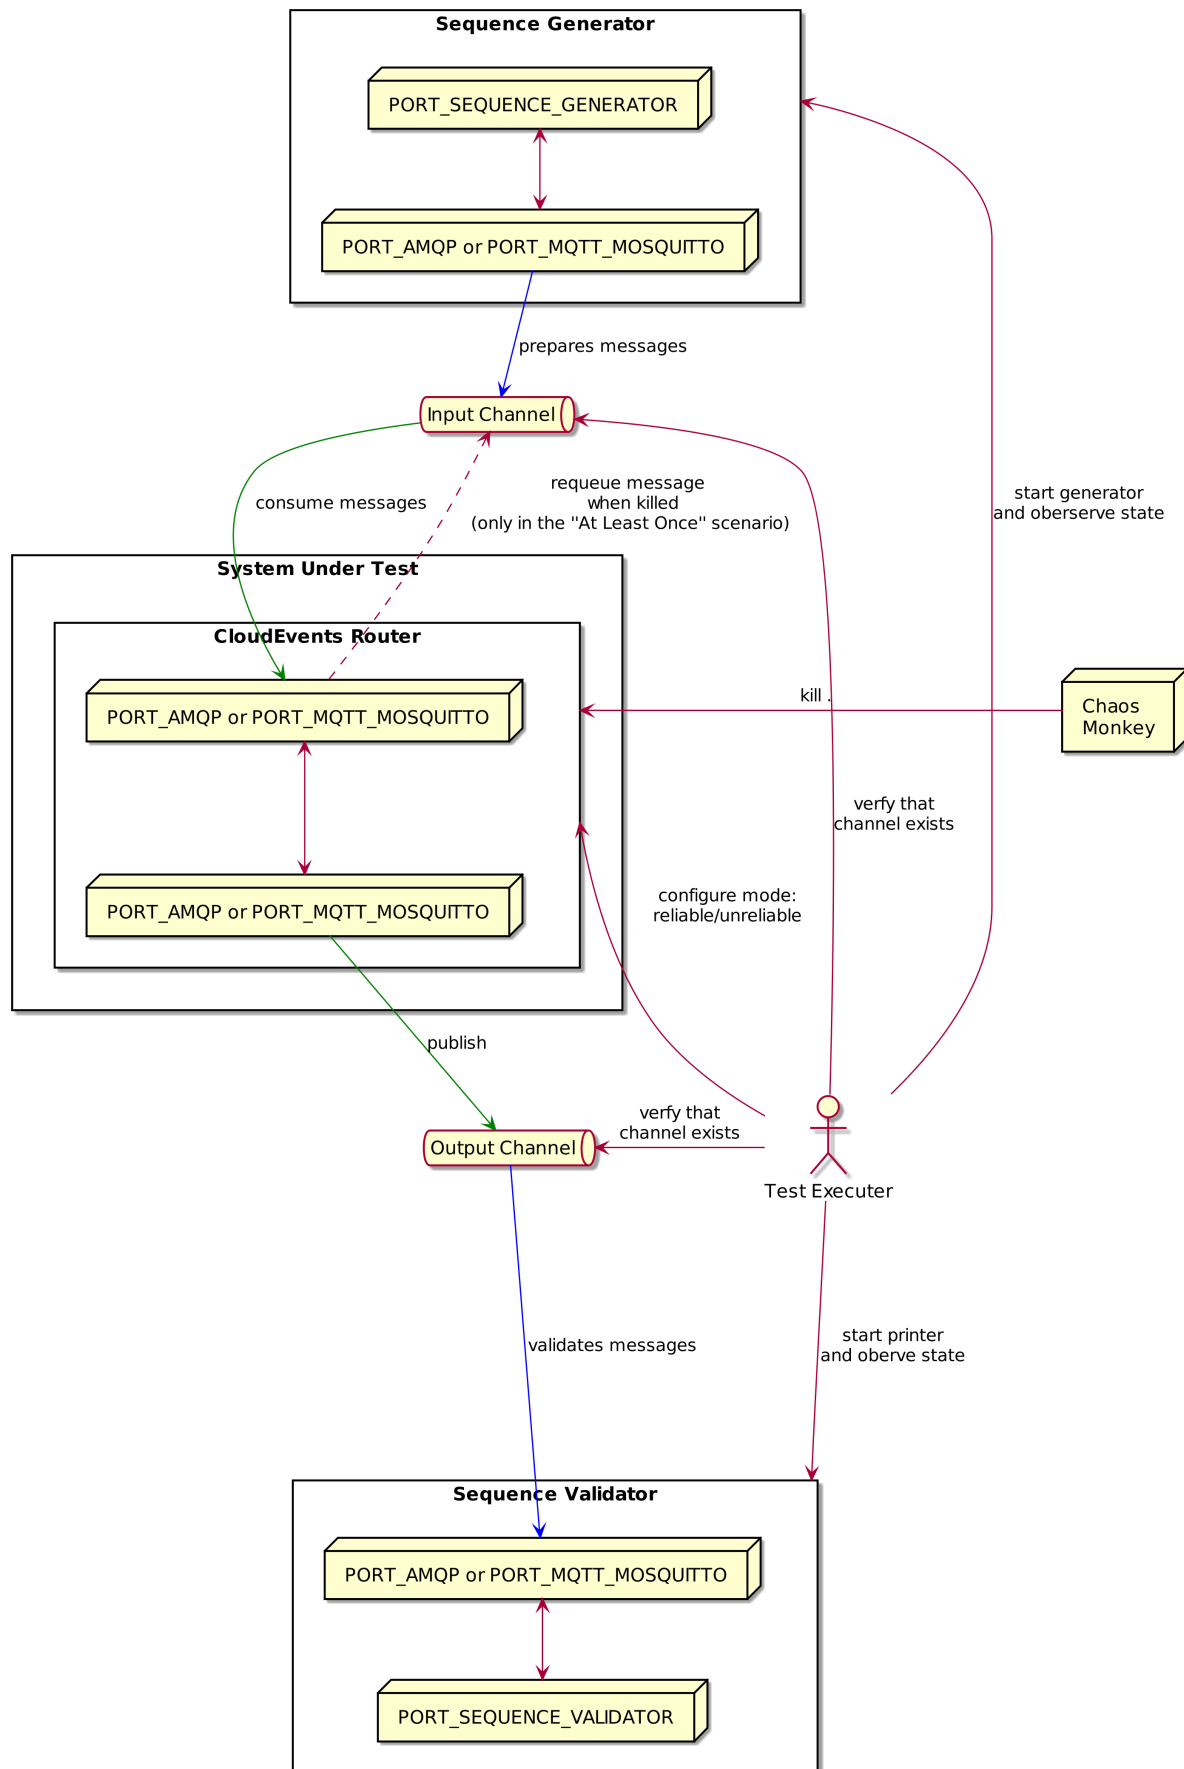 Sequence Generator
PORT_SEQUENCE_GENERATOR
PORT_AMQP or PORT_MQTT_MOSQUITTO
prepares messages
Input Channel
consume messages
requeue message
when killed
(only in the "At Least Once" scenario)
start generator
and oberserve state
System Under Test
CloudEvents Router
PORT_AMQP or PORT_MQTT_MOSQUITTO
kill .
Chaos
Monkey
verfy that
channel exists
configure mode:
reliable/unreliable
PORT_AMQP or PORT_MQTT_MOSQUITTO
publish
verfy that
channel exists
Output Channel
Test Executer
validates messages
start printer
and oberve state
Sequence Validator
PORT_AMQP or PORT_MQTT_MOSQUITTO
PORT_SEQUENCE_VALIDATOR